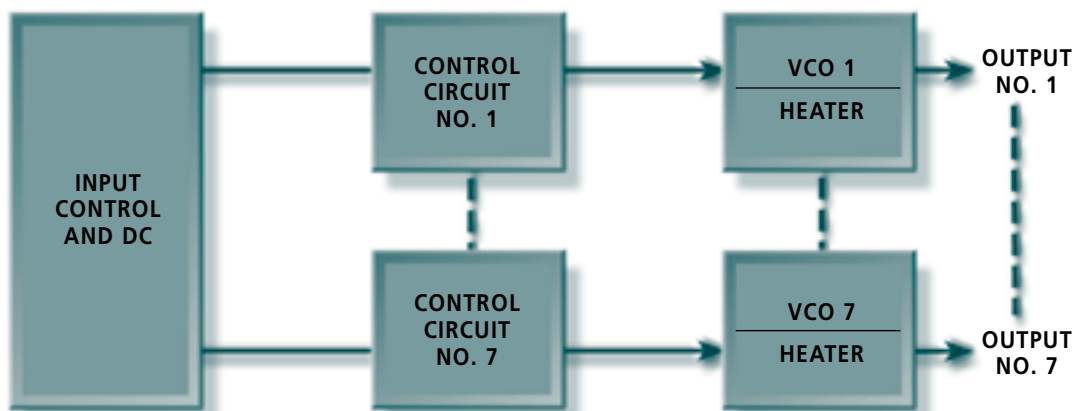 INPUT
CONTROL
AND DC
CONTROL
CIRCUIT
NO. 1
VCO 1
HEATER
OUTPUT
NO. 1
CONTROL
CIRCUIT
NO. 7
VCO 7
HEATER
OUTPUT
NO. 7